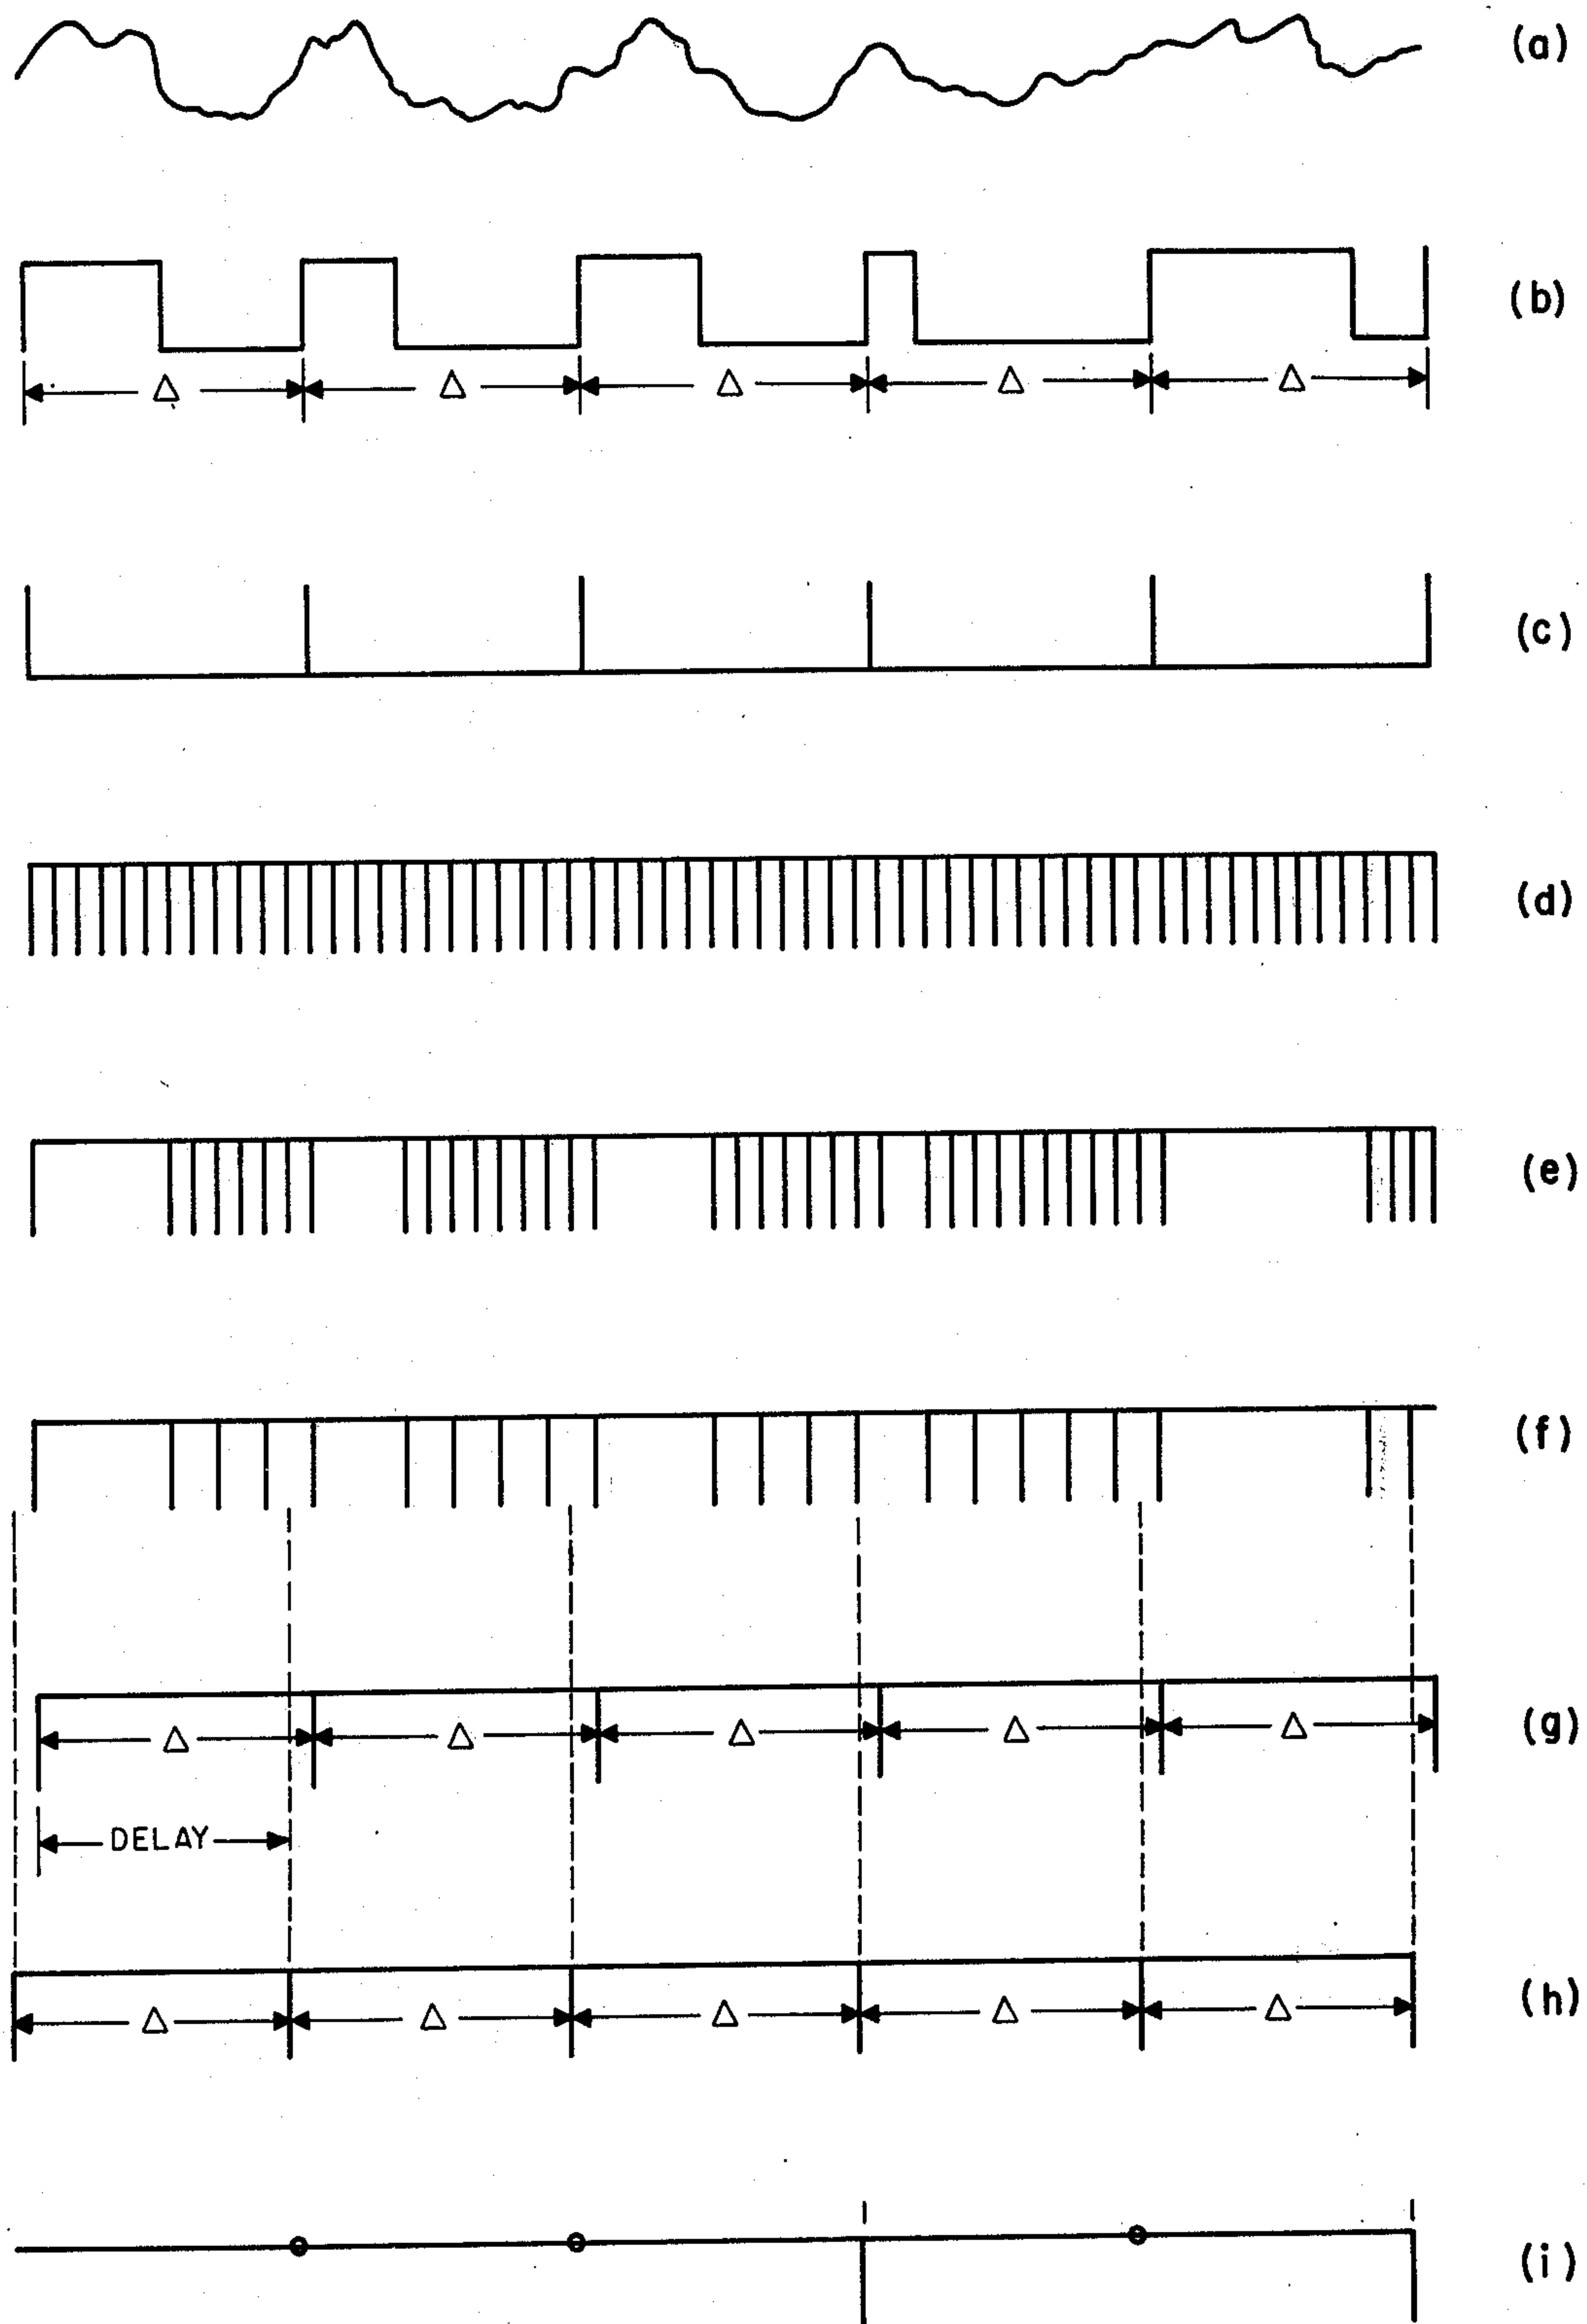 (a)
(b)
Δ Δ Δ Δ Δ
(c)
(d)
(e)
(f)
Δ Δ Δ Δ Δ (g)
DELAY
Δ Δ Δ Δ Δ (h)
(i)